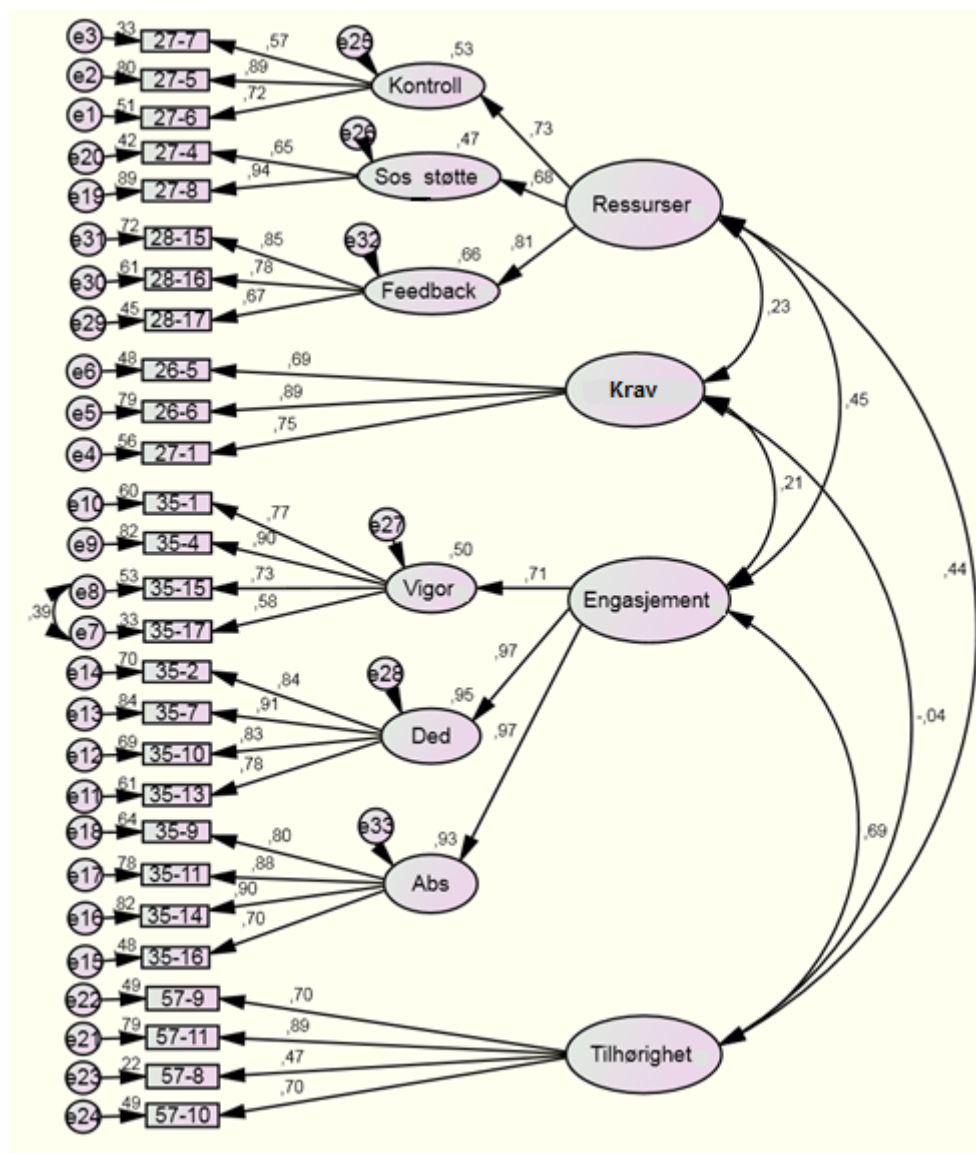 e3 ,33 27-7 ,57 e25 ,53
e2 ,80 27-5 ,89 Kontroll
e1 ,51 27-6 ,72 ,73
e20 ,42 27-4 ,65 e26 ,47
e19 ,89 27-8 ,94 Sos støtte ,68 Ressurser
e31 ,72 28-15 ,85 e32 ,66 ,81
e30 ,61 28-16 ,78 Feedback
e29 ,45 28-17 ,67 ,23
e6 ,48 26-5 ,69
e5 ,79 26-6 ,89 Krav ,45
e4 ,56 27-1 ,75
e10 ,60 35-1 ,77 ,21
e9 ,82 35-4 ,90 e27 ,50
e8 ,53 35-15 ,73 Vigor ,71 Engasjement ,44
,39
e7 ,33 35-17 ,58
e14 ,70 35-2 ,84 e28 ,97
e13 ,84 35-7 ,91 ,95 -,04
e12 ,69 35-10 ,83 Ded ,97
e11 ,61 35-13 ,78
e18 ,64 35-9 ,80 e33 ,93 ,69
e17 ,78 35-11 ,88 Abs
e16 ,82 35-14 ,90
e15 ,48 35-16 ,70
e22 ,49 57-9 ,70
e21 ,79 57-11 ,89 Tilhørighet
e23 ,22 57-8 ,47
e24 ,49 57-10 ,70